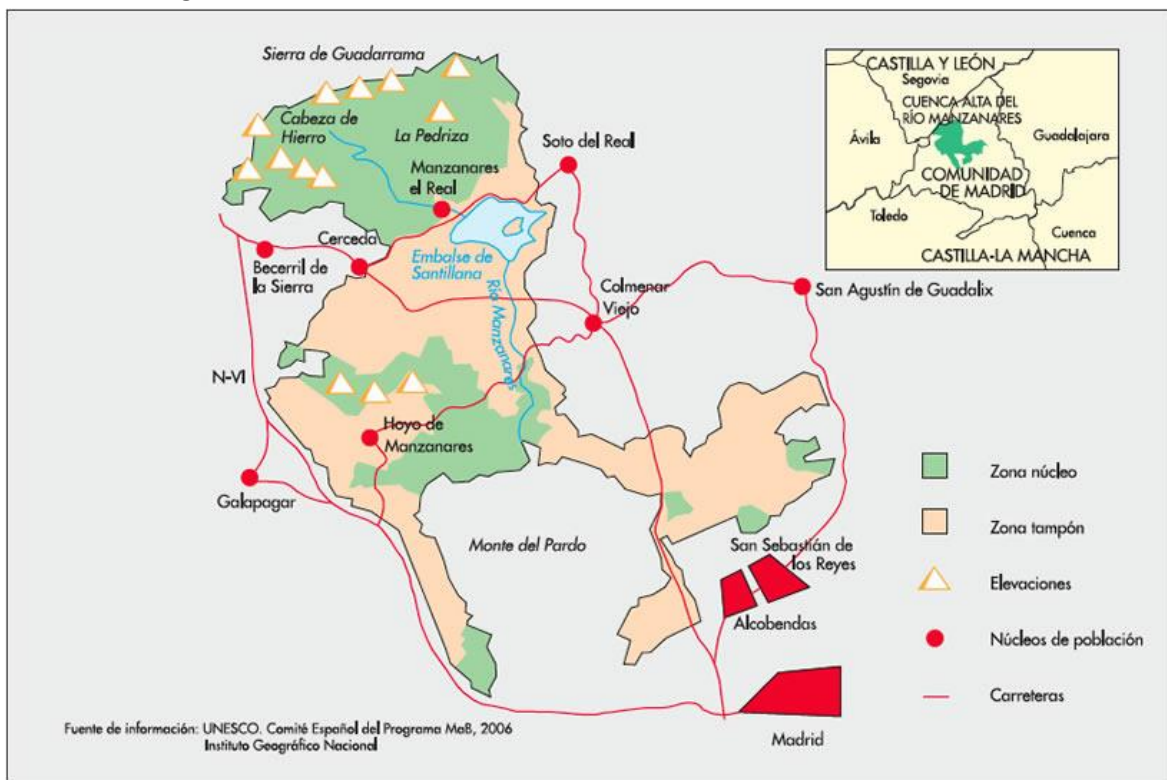 Sierra de Guadarrama
Cabeza de
Hierro
La Pedriza
Manzanares
el Real
Soto del Real
Cerceda
Becerril de
la Sierra
Embalse de
Santillana
Río Manzanares
Colmenar
Viejo
San Agustín de Guadalix
N-VI
Hoyo de
Manzanares
Galapagar
Monte del Pardo
San Sebastián de
los Reyes
Alcobendas
Madrid
CASTILLA Y LEÓN
Segovia
CUENCA ALTA DEL
RÍO MANZANARES
Ávila
Guadalajara
COMUNIDAD
DE MADRID
Toledo
Cuenca
CASTILLA-LA MANCHA
Zona núcleo
Zona tampón
Elevaciones
Núcleos de población
Carreteras
Fuente de información: UNESCO. Comité Español del Programa MaB, 2006
Instituto Geográfico Nacional